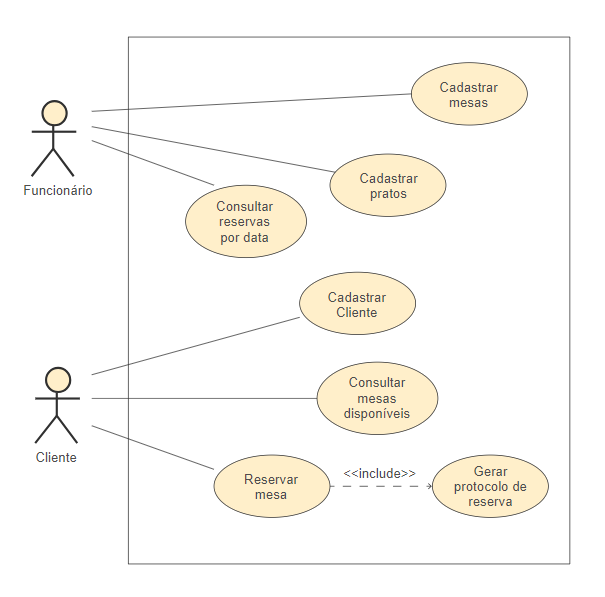 Cadastrar
mesas
Funcionário
Cadastrar
pratos
Consultar
reservas
por data
Cadastrar
Cliente
Cliente
Consultar
mesas
disponíveis
Reservar
mesa
<<include>>
Gerar
protocolo de
reserva